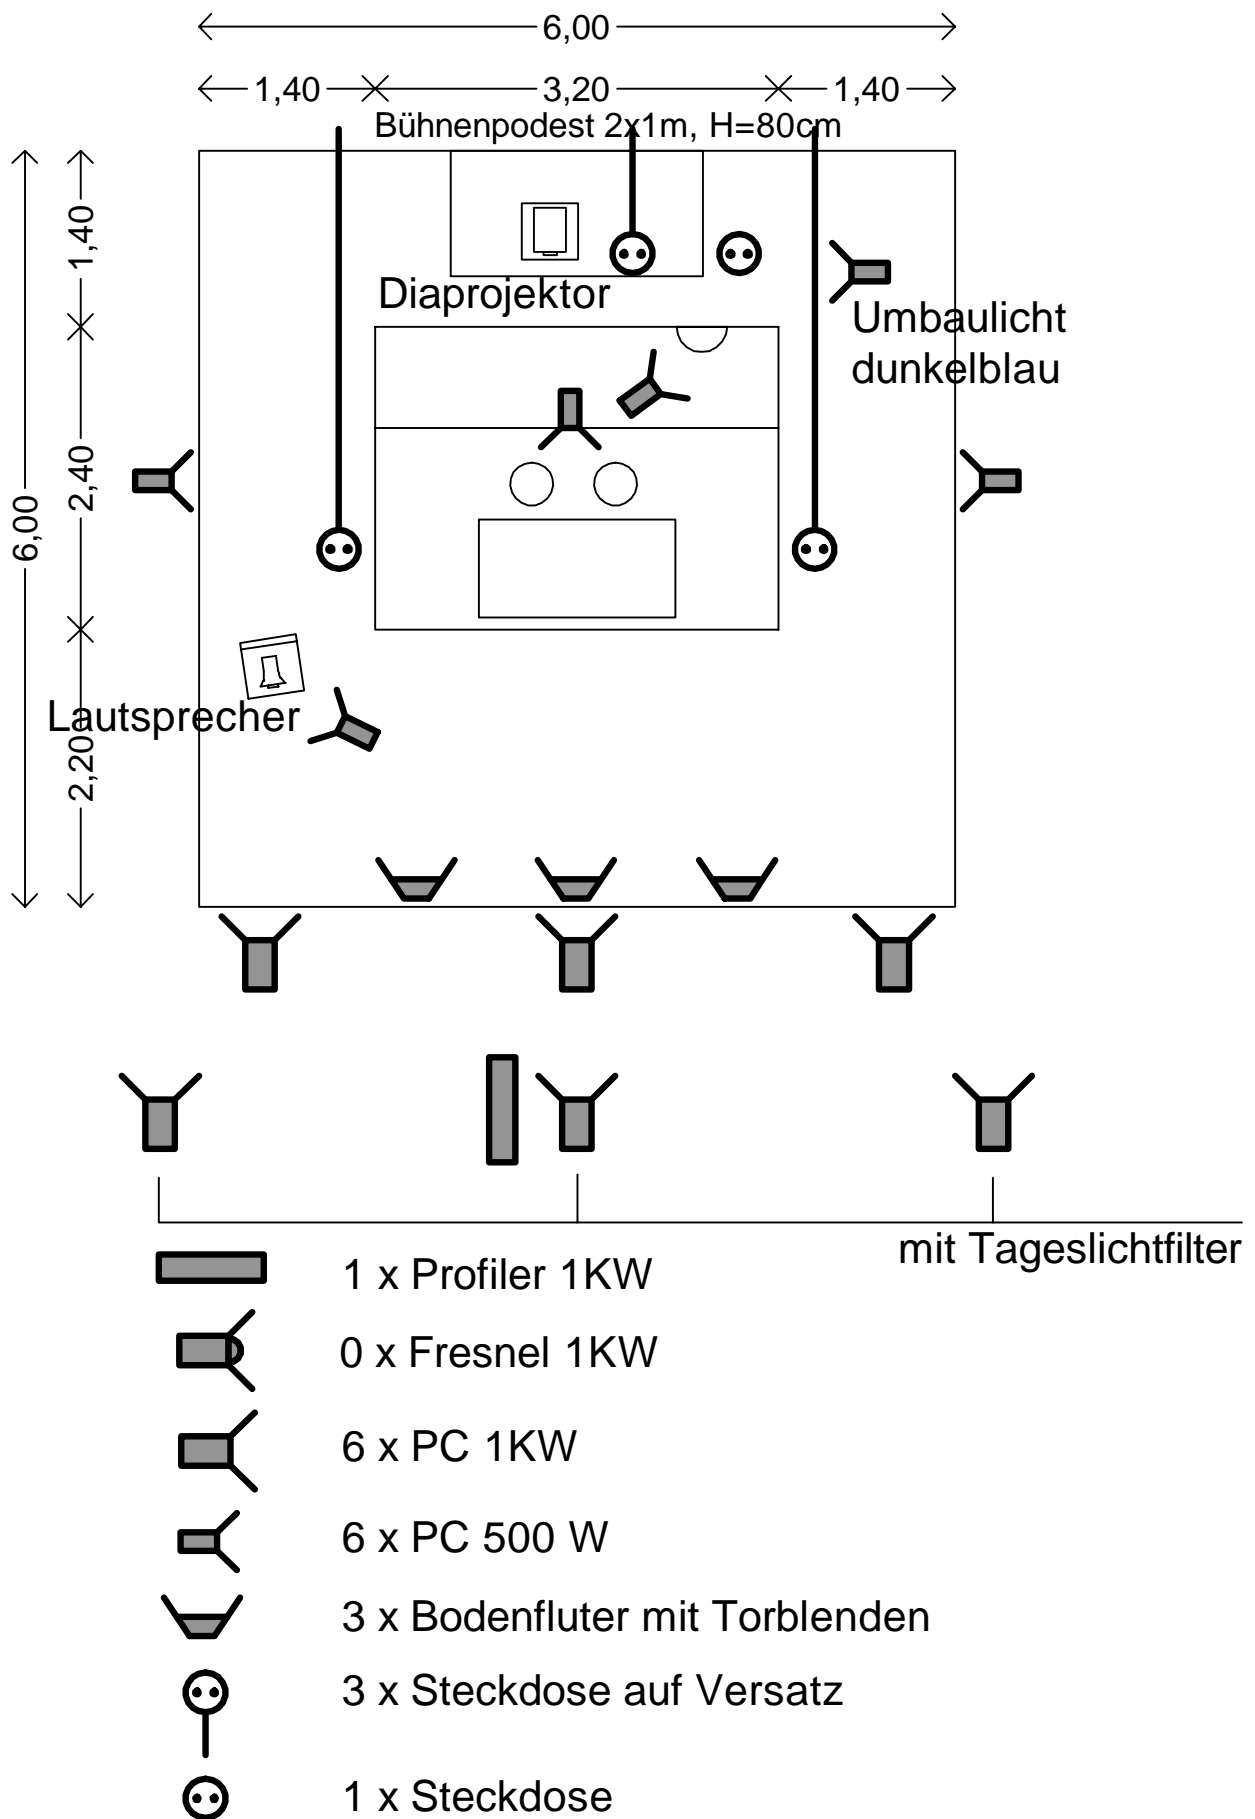 6,00
1,40
3,20
1,40
Bühnenpodest 2x1m, H=80cm
1,40
Diaprojektor
Umbaulicht
dunkelblau
2,40
6,00
Lautsprecher
2,20
mit Tageslichtfilter
1 x Profiler 1KW
0 x Fresnel 1KW
6 x PC 1KW
6 x PC 500 W
3 x Bodenfluter mit Torblenden
3 x Steckdose auf Versatz
1 x Steckdose